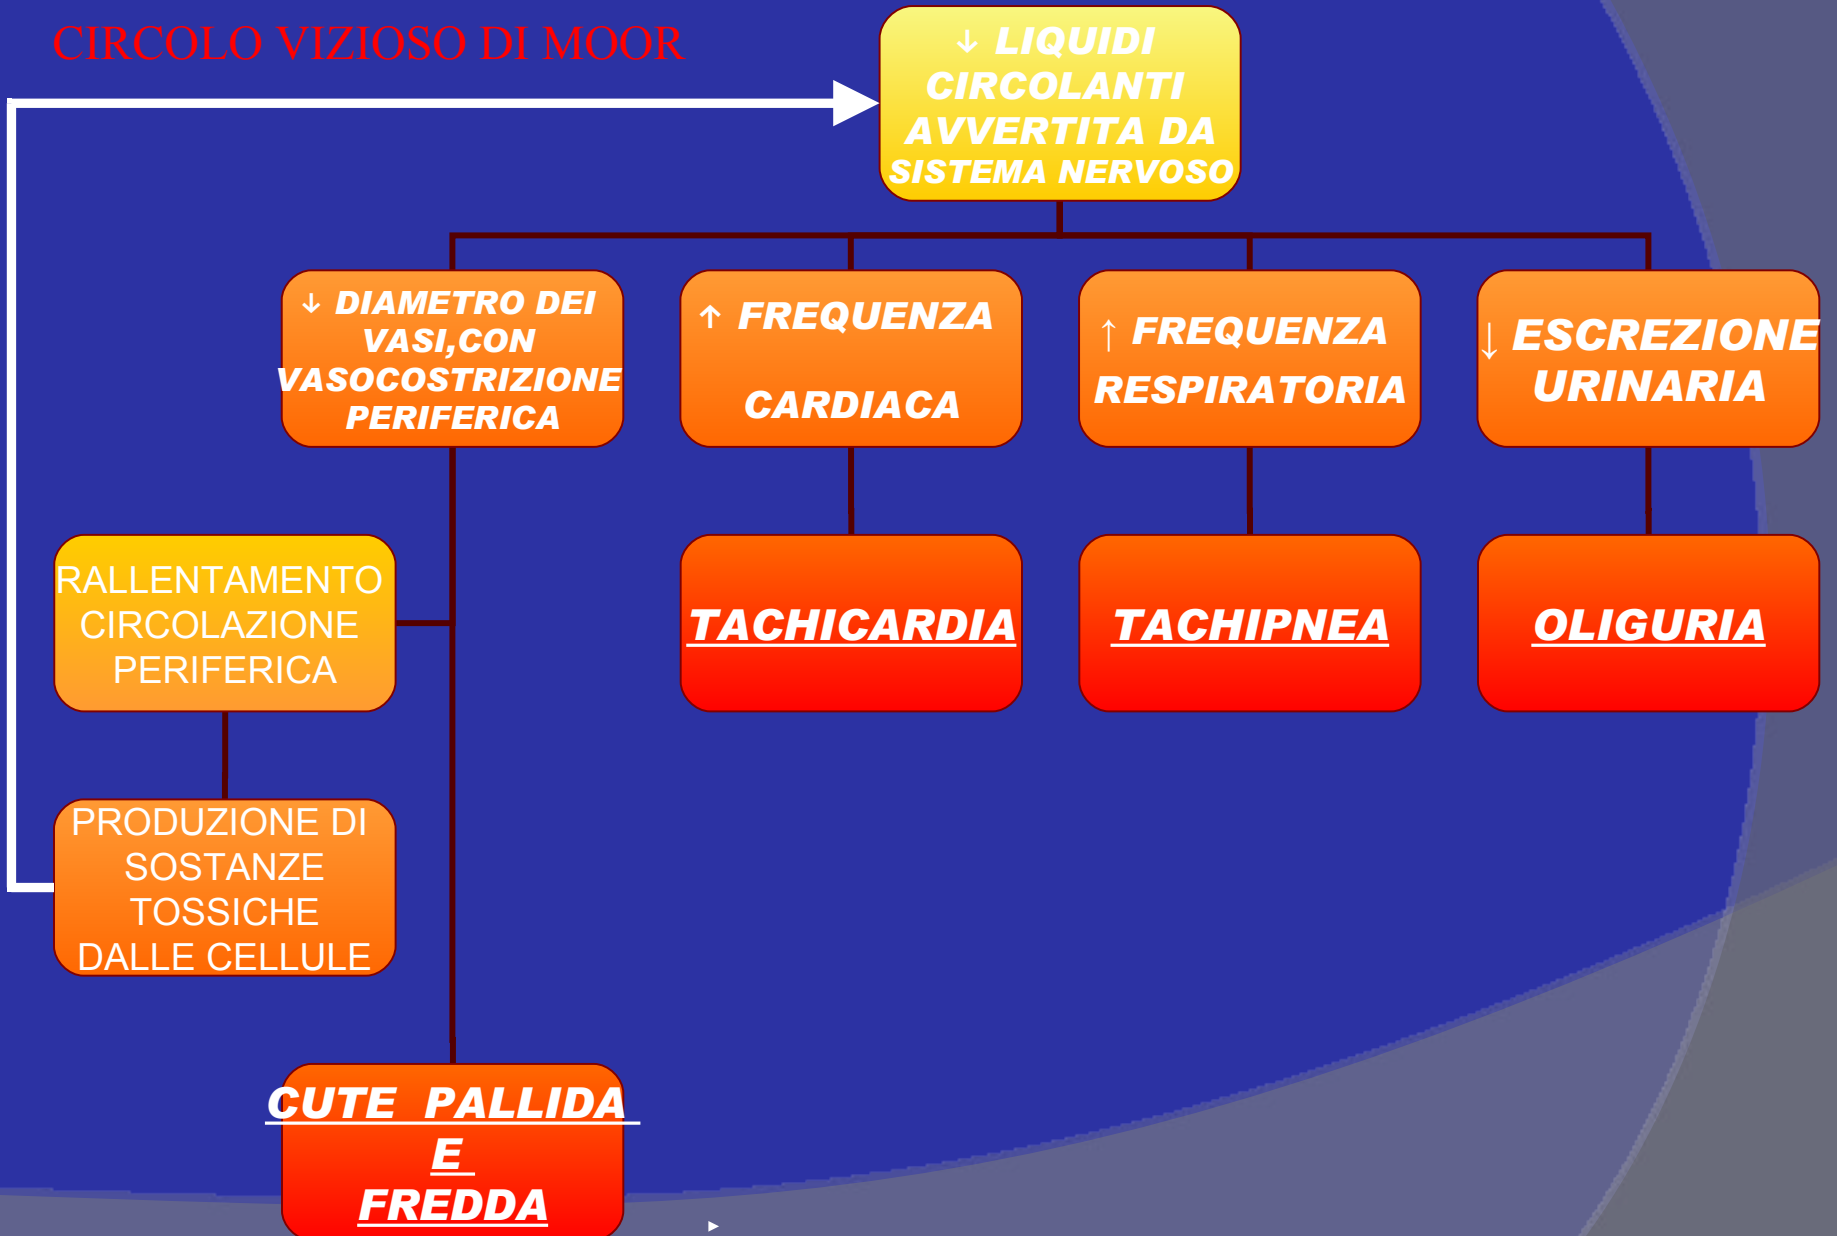 CIRCOLO VIZIOSO DI MOOR
↓ LIQUIDI
CIRCOLANTI
AVVERTITA DA
SISTEMA NERVOSO
↓ DIAMETRO DEI
VASI,CON
VASOCOSTRIZIONE
PERIFERICA
↑ FREQUENZA
CARDIACA
↑ FREQUENZA
RESPIRATORIA
↓ ESCREZIONE
URINARIA
RALLENTAMENTO
CIRCOLAZIONE
PERIFERICA
TACHICARDIA
TACHIPNEA
OLIGURIA
PRODUZIONE DI
SOSTANZE
TOSSICHE
DALLE CELLULE
CUTE PALLIDA
E
FREDDA